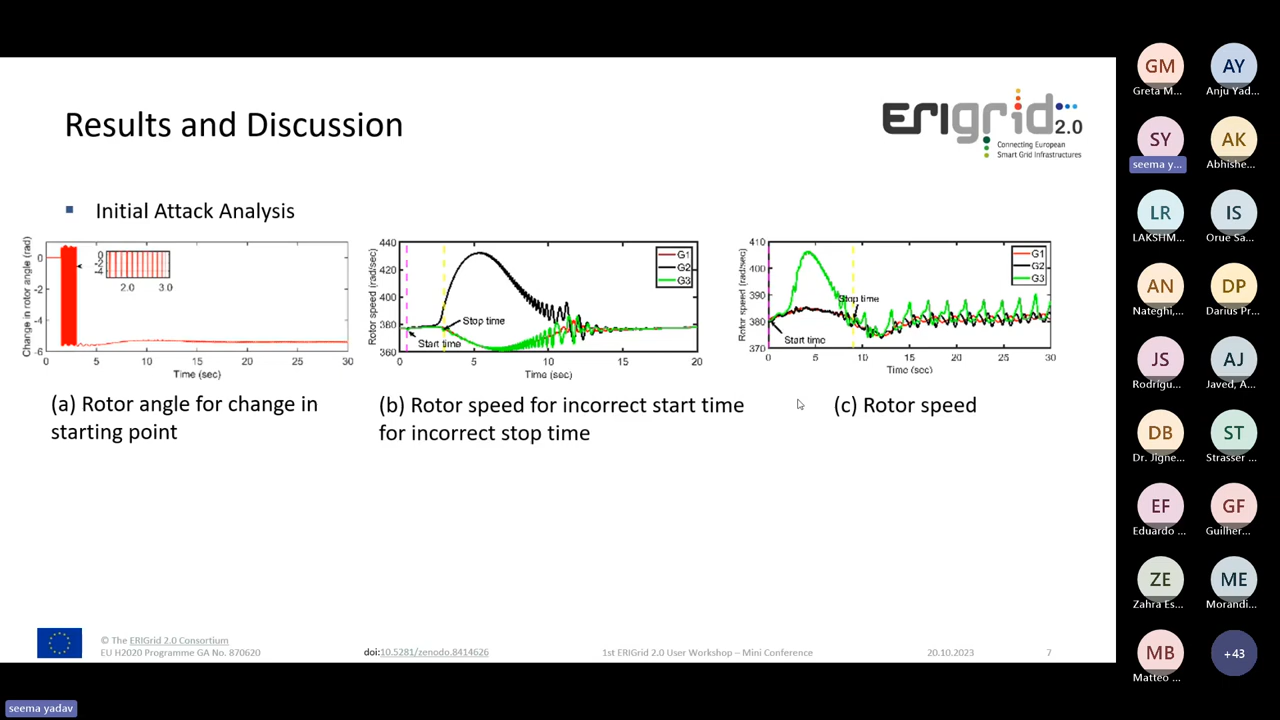 Results and Discussion
ERIgrid 2.0
Connecting European
Smart Grid Infrastructures
Initial Attack Analysis
Change in rotor angle (rad)
0
-2
-4
-6
0
-2
-4
2.0 3.0
0 5 10 15 20 25 30
Time (sec)
Rotor speed (rad/sec)
440
420
400
380
360
G1
G2
G3
Stop time
Start time
0 5 10 15 20
Time (sec)
Rotor speed (rad/sec)
410
400
390
380
370
G1
G2
G3
Stop time
Start time
0 5 10 15 20 25 30
Time (sec)
(a) Rotor angle for change in
starting point
(b) Rotor speed for incorrect start time
for incorrect stop time
(c) Rotor speed
© The ERIGrid 2.0 Consortium
EU H2020 Programme GA No. 870620
doi:10.5281/zenodo.8414626
1st ERIGrid 2.0 User Workshop – Mini Conference
20.10.2023
7
GM AY
Greta M... Anju Yad...
SY AK
seema y... Abhishe...
LR IS
LAKSHM... Orue Sa...
AN DP
Nateghi,... Darius Pr...
JS AJ
Rodrígu... Javed, A...
DB ST
Dr. Jigne... Strasser ...
EF GF
Eduardo ... Guilher...
ZE ME
Zahra Es... Morandi...
MB +43
Matteo ...
seema yadav